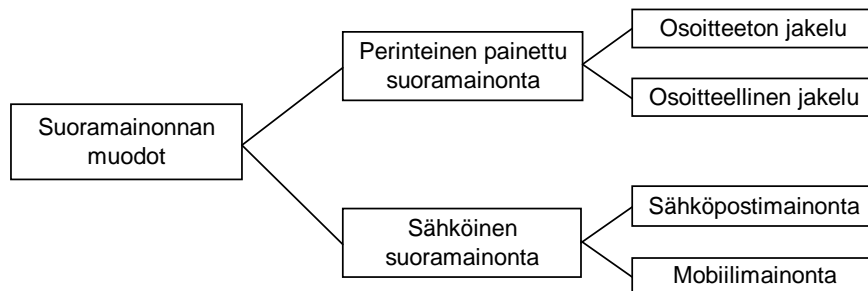 Suoramainonnan
muodot
Perinteinen painettu
suoramainonta
Osoitteeton jakelu
Osoitteellinen jakelu
Sähköinen
suoramainonta
Sähköpostimainonta
Mobiilimainonta